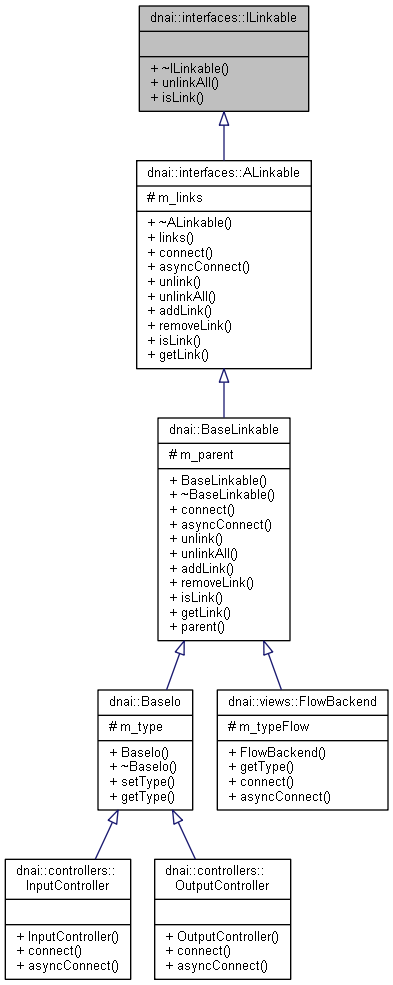 dnai::interfaces::ILinkable
+ ~ILinkable()
+ unlinkAll()
+ isLink()
dnai::interfaces::ALinkable
# m_links
+ ~ALinkable()
+ links()
+ connect()
+ asyncConnect()
+ unlink()
+ unlinkAll()
+ addLink()
+ removeLink()
+ isLink()
+ getLink()
dnai::BaseLinkable
# m_parent
+ BaseLinkable()
+ ~BaseLinkable()
+ connect()
+ asyncConnect()
+ unlink()
+ unlinkAll()
+ addLink()
+ removeLink()
+ isLink()
+ getLink()
+ parent()
dnai::BaseIo
# m_type
+ BaseIo()
+ ~BaseIo()
+ setType()
+ getType()
dnai::views::FlowBackend
# m_typeFlow
+ FlowBackend()
+ getType()
+ connect()
+ asyncConnect()
dnai::controllers::
InputController
+ InputController()
+ connect()
+ asyncConnect()
dnai::controllers::
OutputController
+ OutputController()
+ connect()
+ asyncConnect()